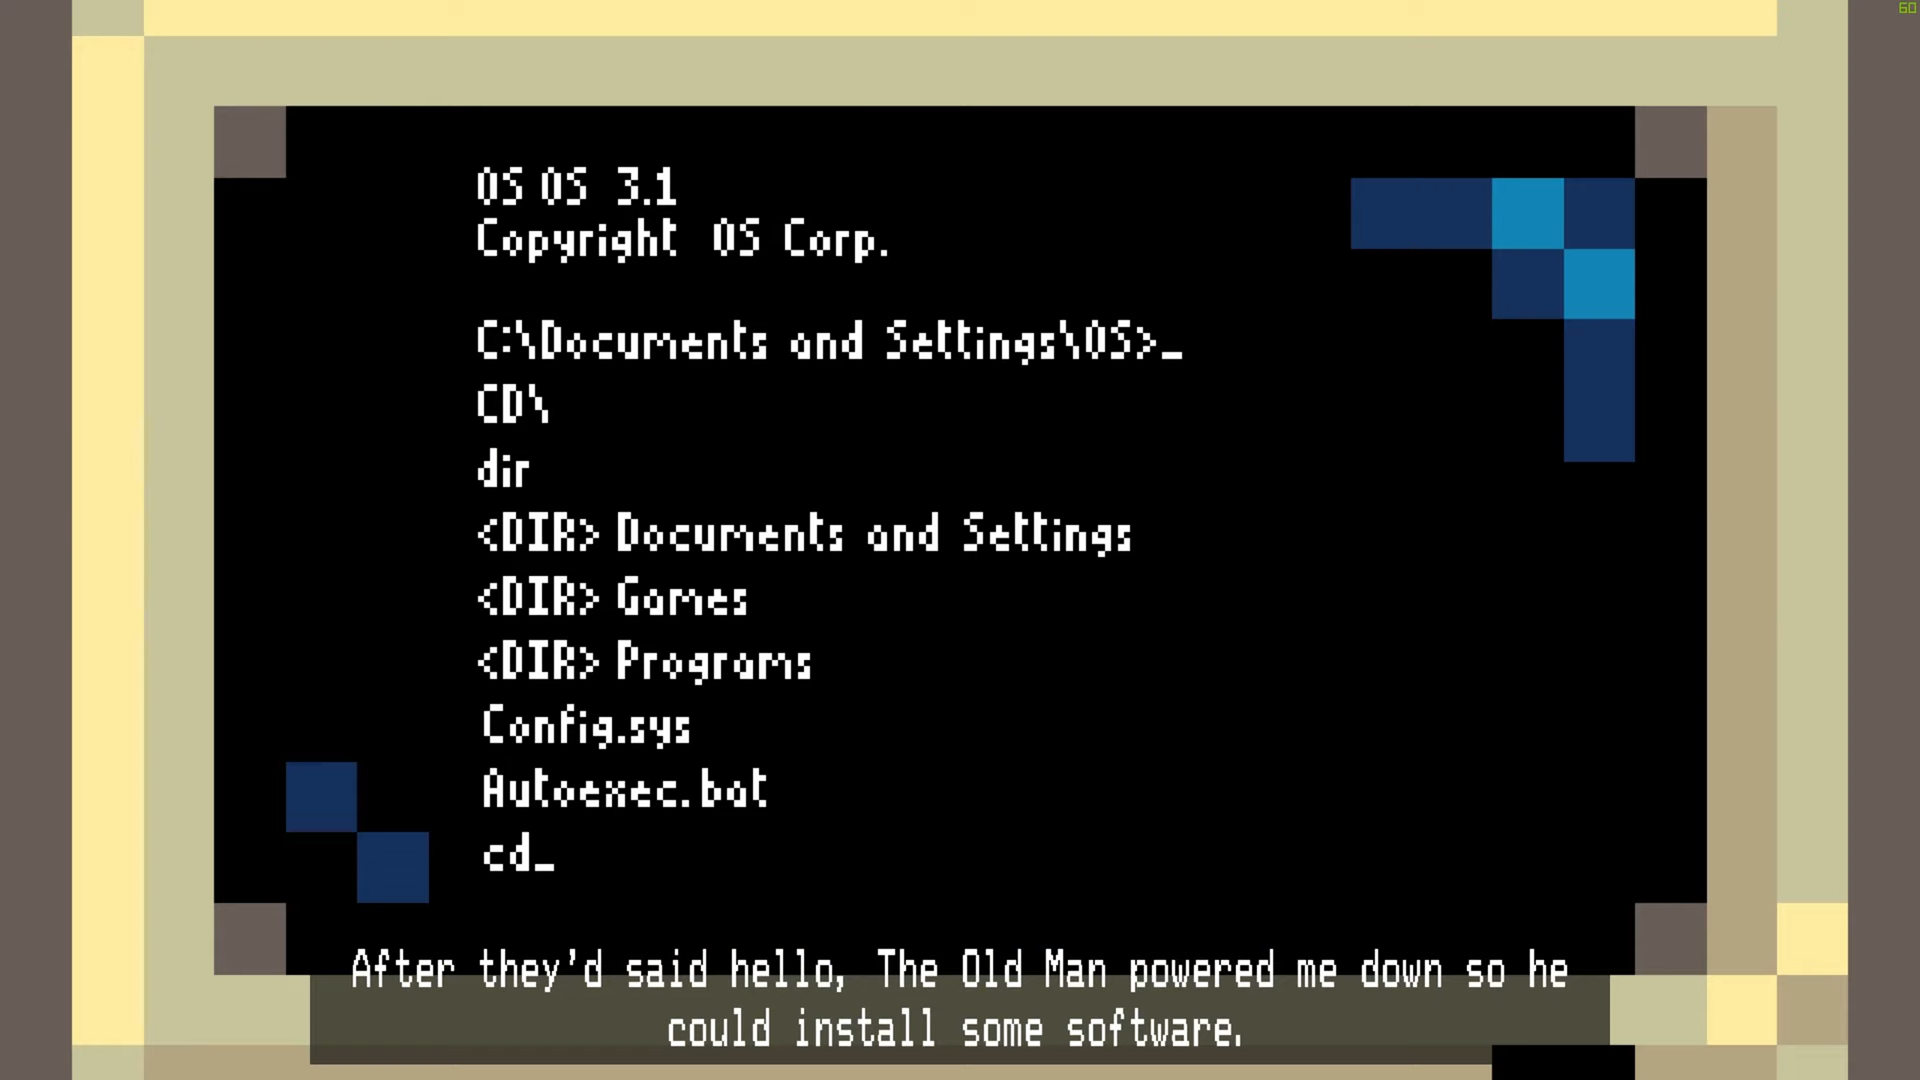 60
OS OS 3.1
Copyright OS Corp.
C:\Documents and Settings\OS>_
CD\
dir
<DIR> Documents and Settings
<DIR> Games
<DIR> Programs
Config.sys
Autoexec.bat
cd_
After they'd said hello, The Old Man powered me down so he
could install some software.